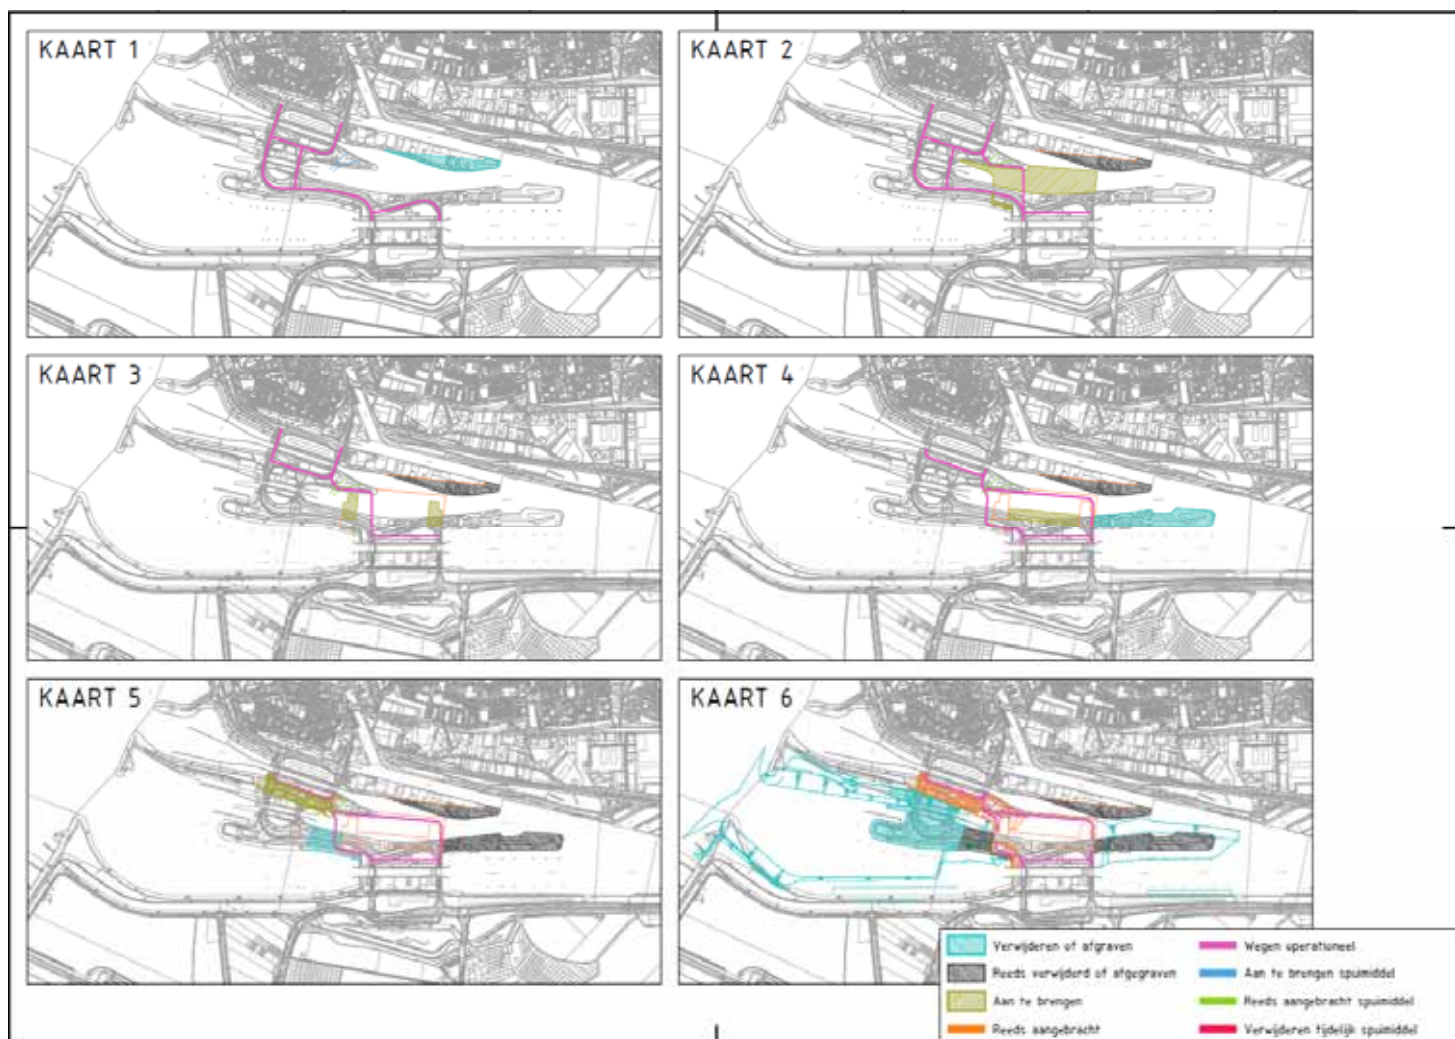 KAART 1
KAART 2
KAART 3
KAART 4
KAART 5
KAART 6
Verwijderen of afgraven
Reeds verwijderd of afgegraven
Aan te brengen
Reeds aangebracht
Wegen operationeel
Aan te brengen spuimiddel
Reeds aangebracht spuimiddel
Verwijderen tijdelijk spuimiddel